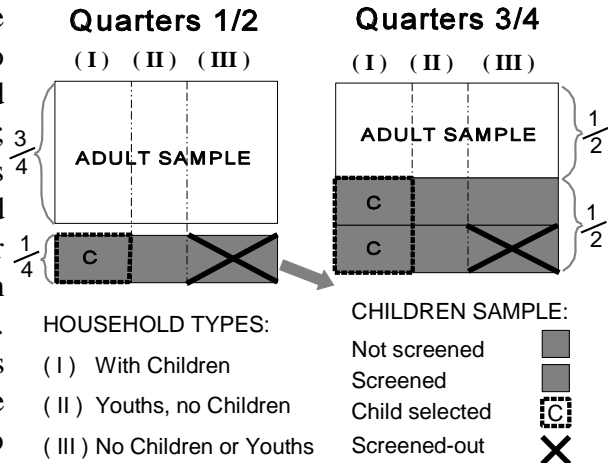 Quarters 1/2
( I ) ( II ) ( III )
3/4
ADULT SAMPLE
1/4
C
HOUSEHOLD TYPES:
( I ) With Children
( II ) Youths, no Children
( III ) No Children or Youths
Quarters 3/4
( I ) ( II ) ( III )
ADULT SAMPLE
1/2
C
C
1/2
CHILDREN SAMPLE:
Not screened
Screened
Child selected C
Screened-out